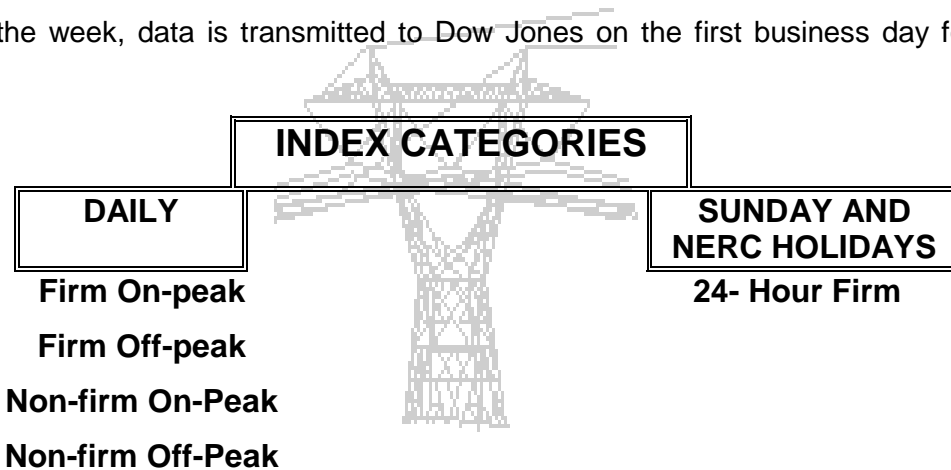 the week, data is transmitted to Dow Jones on the first business day f
INDEX CATEGORIES
DAILY
Firm On-peak
Firm Off-peak
Non-firm On-Peak
Non-firm Off-Peak
SUNDAY AND
NERC HOLIDAYS
24- Hour Firm